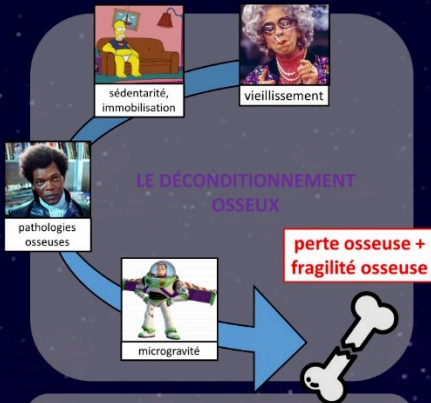 sédentarité,
immobilisation
vieillissement
LE DÉCONDITIONNEMENT
OSSEUX
pathologies
osseuses
perte osseuse +
fragilité osseuse
microgravité